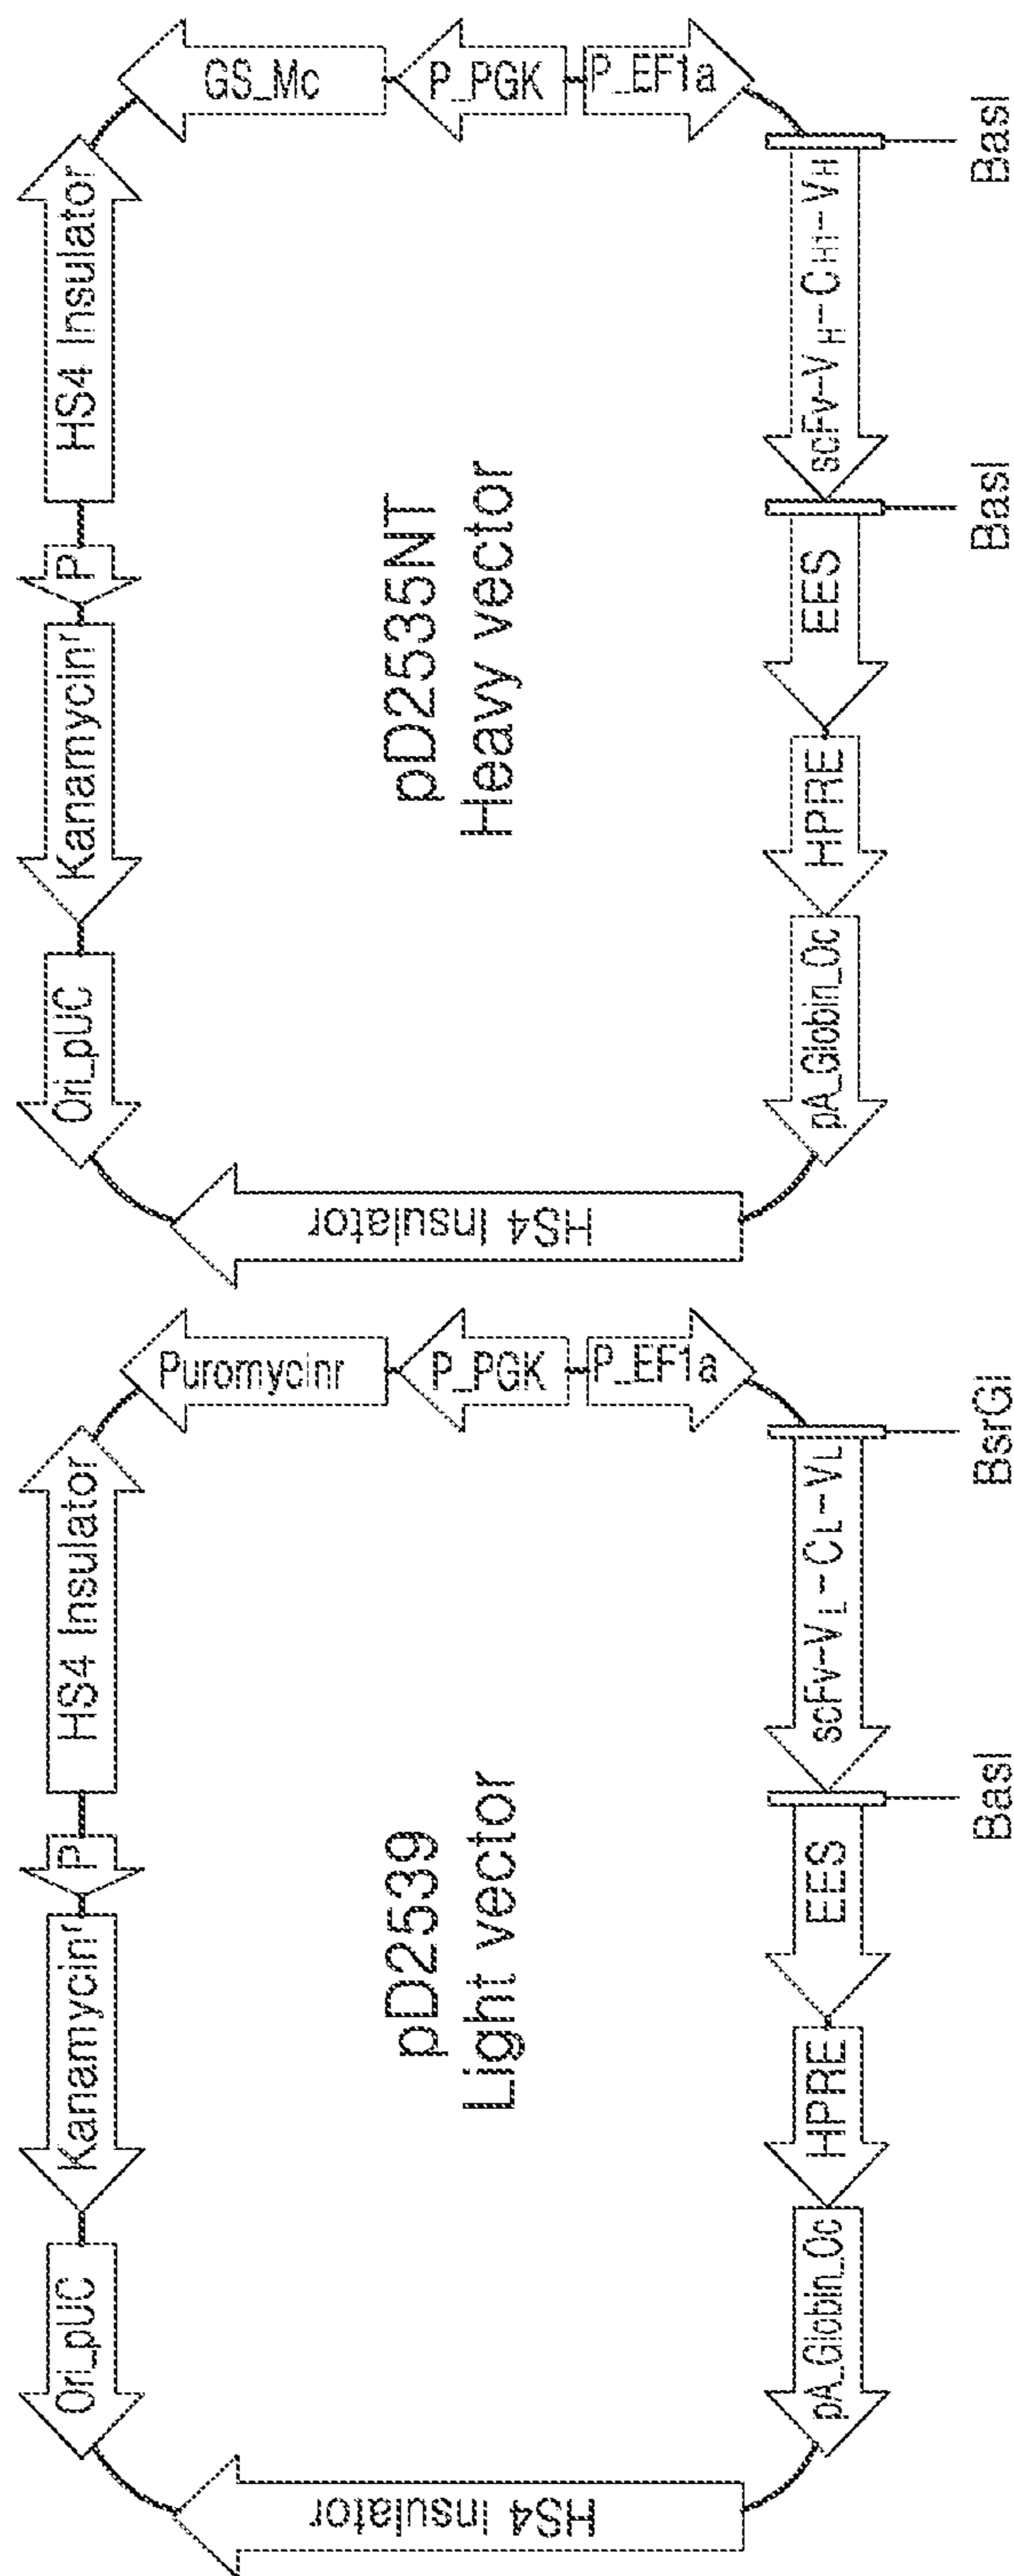 Ori_pUC
Kanamycinʳ
P
HS4 Insulator
Puromycinr
P_PGK
P_EF1a
HS4 Insulator
pD2539
Light vector
pA_Globin_Oc
HPRE
EES
scFv-VL-CL-VL
BasI
BsrGI
Ori_pUC
Kanamycinʳ
P
HS4 Insulator
GS_Mc
P_PGK
P_EF1a
HS4 Insulator
pD2535NT
Heavy vector
pA_Globin_Oc
HPRE
EES
scFv-VH-CH1-VH
BasI
BasI